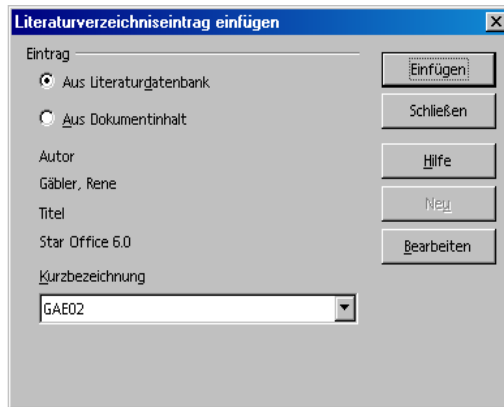 Literaturverzeichniseintrag einfügen
Eintrag
Aus Literaturdatenbank
Aus Dokumentinhalt
Autor
Gäbler, Rene
Titel
Star Office 6.0
Kurzbezeichnung
GAE02
Einfügen
Schließen
Hilfe
Neu
Bearbeiten